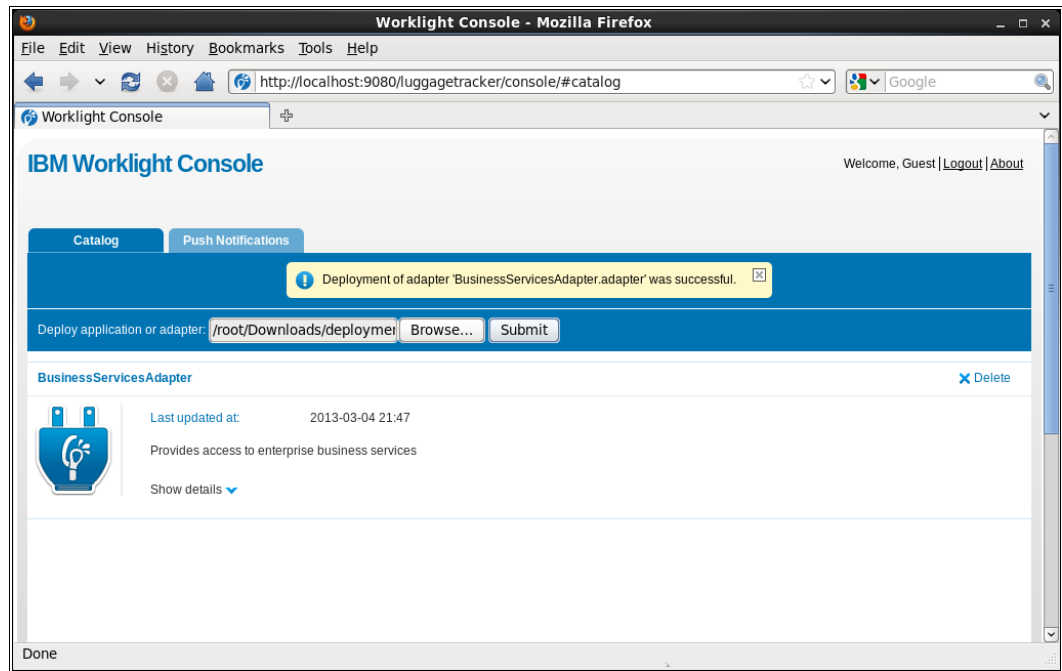 Worklight Console - Mozilla Firefox
File Edit View History Bookmarks Tools Help
http://localhost:9080/luggagetracker/console/#catalog
Google
Worklight Console
IBM Worklight Console
Welcome, Guest | Logout | About
Catalog
Push Notifications
Deployment of adapter 'BusinessServicesAdapter.adapter' was successful.
Deploy application or adapter: /root/Downloads/deploymen Browse... Submit
BusinessServicesAdapter
Delete
Last updated at: 2013-03-04 21:47
Provides access to enterprise business services
Show details
Done